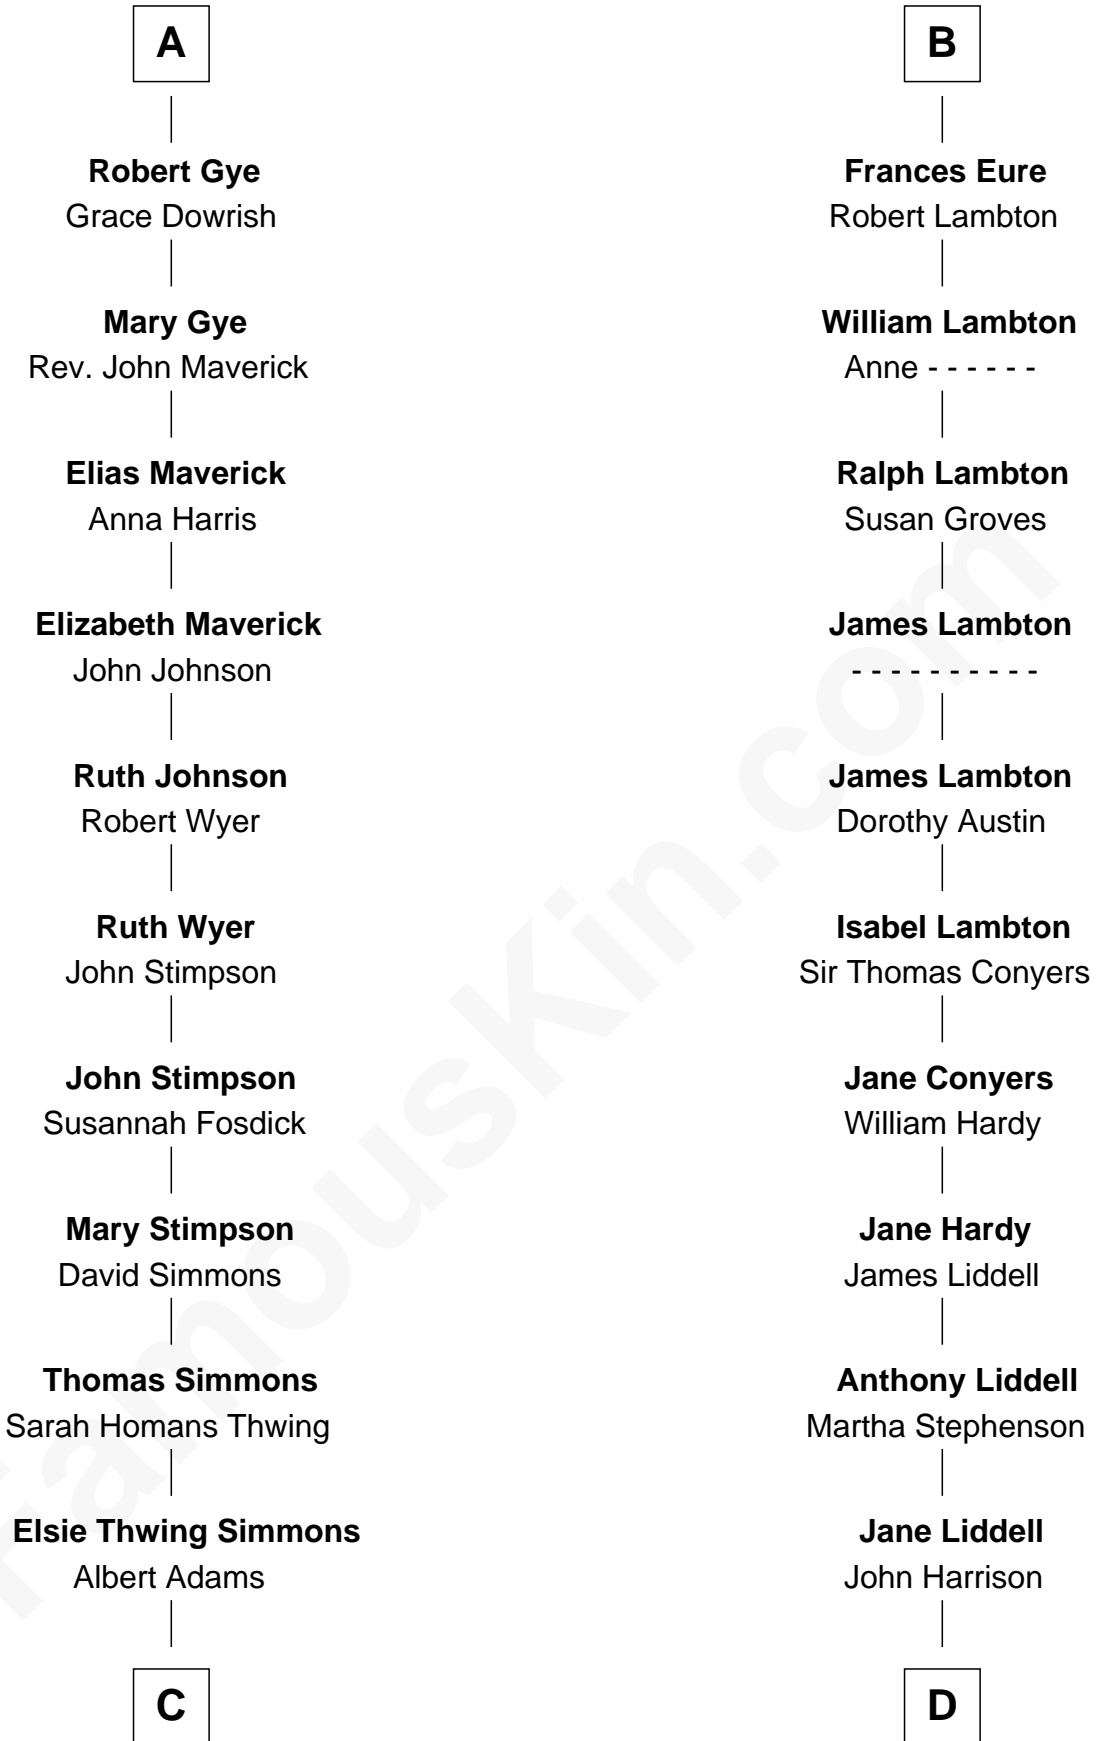 A
Robert Gye
Grace Dowrish
Mary Gye
Rev. John Maverick
Elias Maverick
Anna Harris
Elizabeth Maverick
John Johnson
Ruth Johnson
Robert Wyer
Ruth Wyer
John Stimpson
John Stimpson
Susannah Fosdick
Mary Stimpson
David Simmons
Thomas Simmons
Sarah Homans Thwing
Elsie Thwing Simmons
Albert Adams
C
B
Frances Eure
Robert Lambton
William Lambton
Anne - - - - - -
Ralph Lambton
Susan Groves
James Lambton
- - - - - - - - - -
James Lambton
Dorothy Austin
Isabel Lambton
Sir Thomas Conyers
Jane Conyers
William Hardy
Jane Hardy
James Liddell
Anthony Liddell
Martha Stephenson
Jane Liddell
John Harrison
D
FamousKin.com